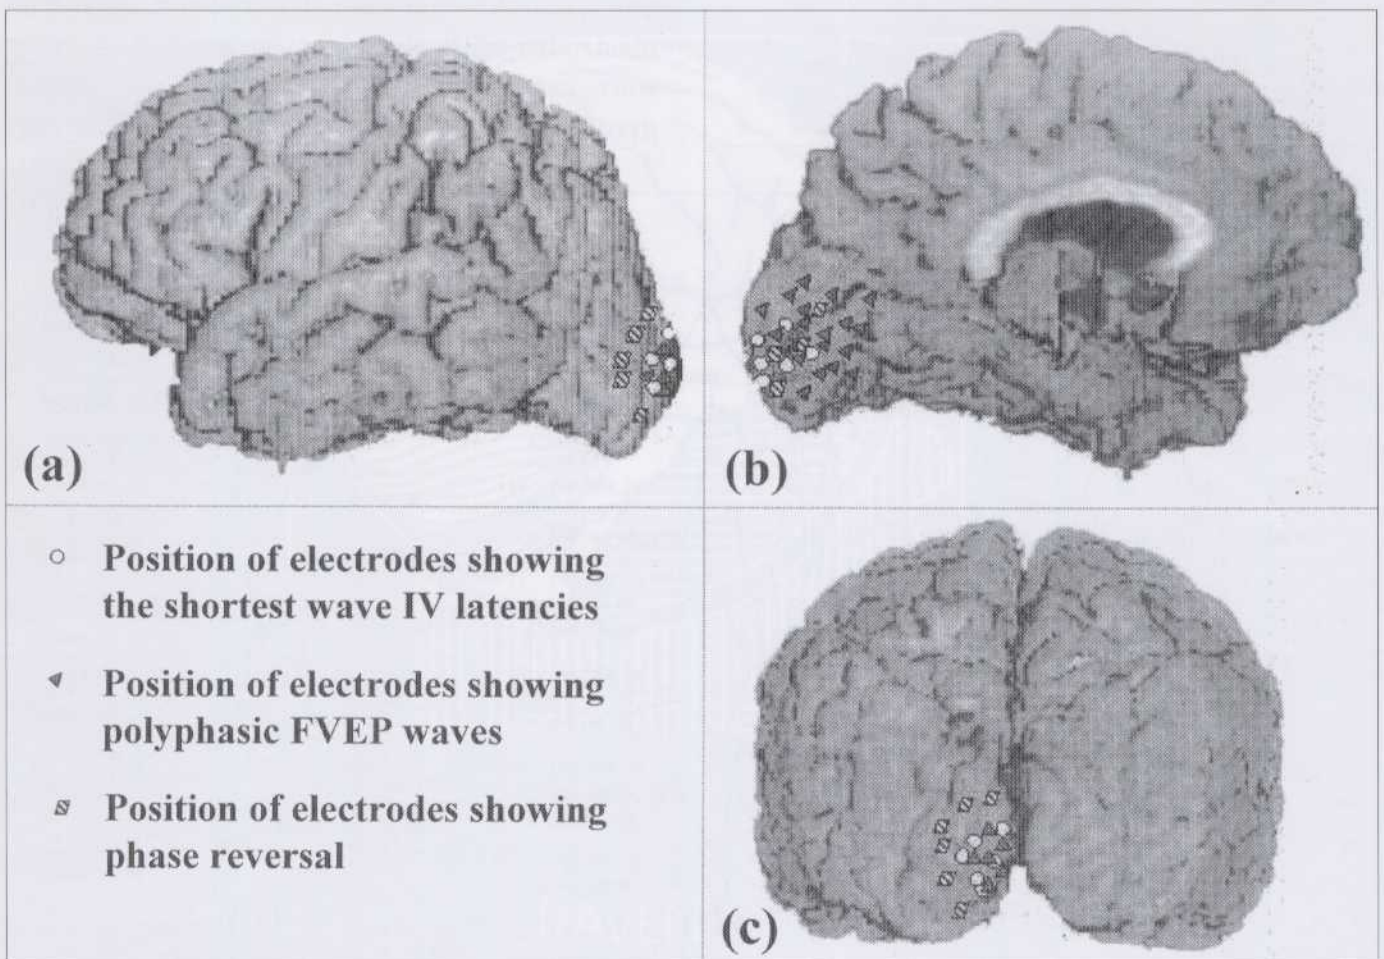 (a)
(b)
Position of electrodes showing
the shortest wave IV latencies
Position of electrodes showing
polyphasic FVEP waves
Position of electrodes showing
phase reversal
(c)